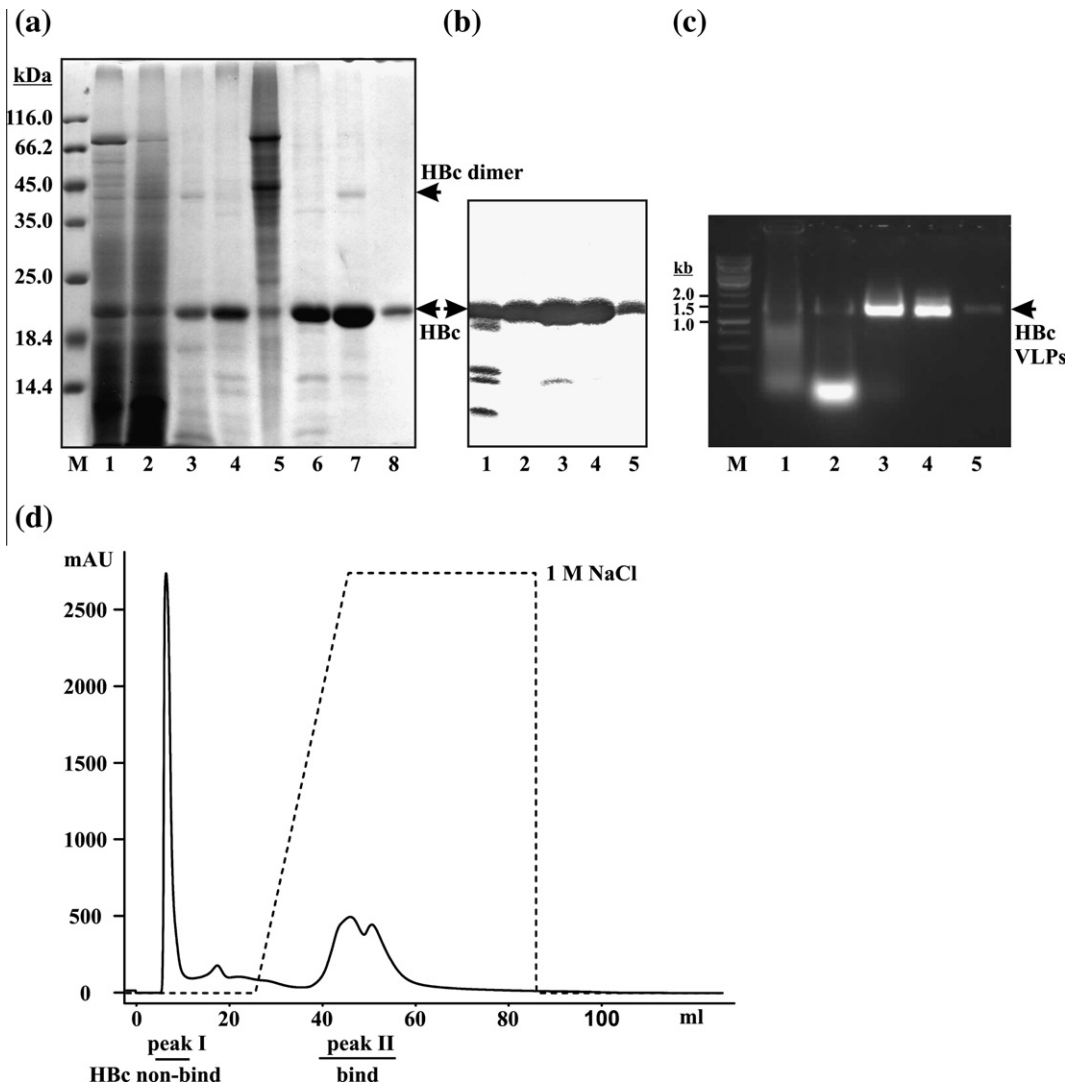 (a)
(b)
(c)
kDa
116.0
66.2
45.0
35.0
25.0
18.4
14.4
HBc dimer
HBc
M 1 2 3 4 5 6 7 8
1 2 3 4 5
kb
2.0
1.5
1.0
HBc
VLPs
M 1 2 3 4 5
(d)
mAU
2500
2000
1500
1000
500
0
1 M NaCl
0 20 40 60 80 100 ml
peak I peak II
HBc non-bind bind